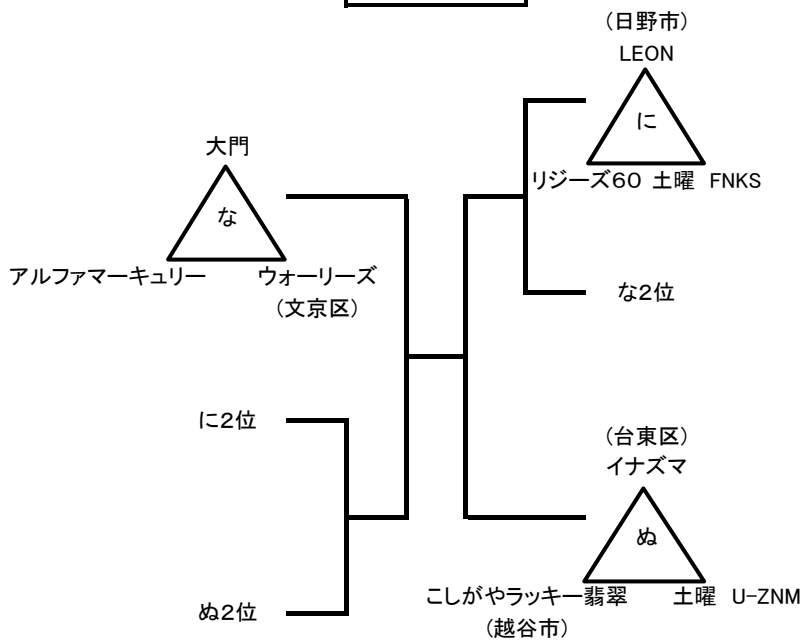 (日野市)
LEON
に
リジーズ60 土曜 FNKS
大門
な
アルファマーキュリー ウォーリーズ
(文京区)
な2位
に2位
(台東区)
イナズマ
ぬ
こしがやラッキー翡翠 土曜 U-ZNM
(越谷市)
ぬ2位